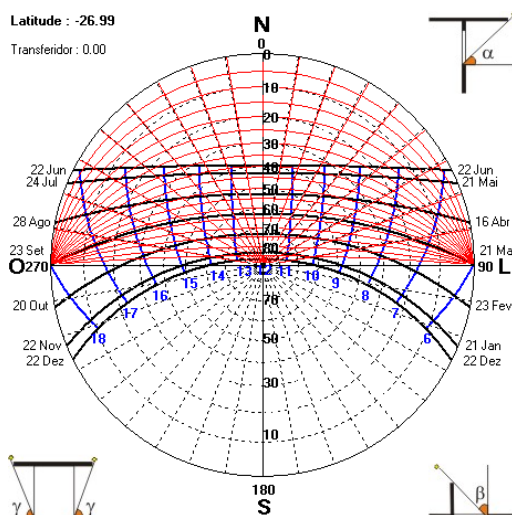 Latitude : -26.99
Transferidor : 0.00
N
0
10
20
30
40
50
60
70
80
α
22 Jun
24 Jul
28 Ago
23 Set
O 270
20 Out
22 Nov
22 Dez
22 Jun
21 Mai
16 Abr
21 Ma
90 L
23 Fev
21 Jan
22 Dez
18
17
16
15
14
13
12
11
10
9
8
7
6
70
50
30
10
180
S
γ
γ
β